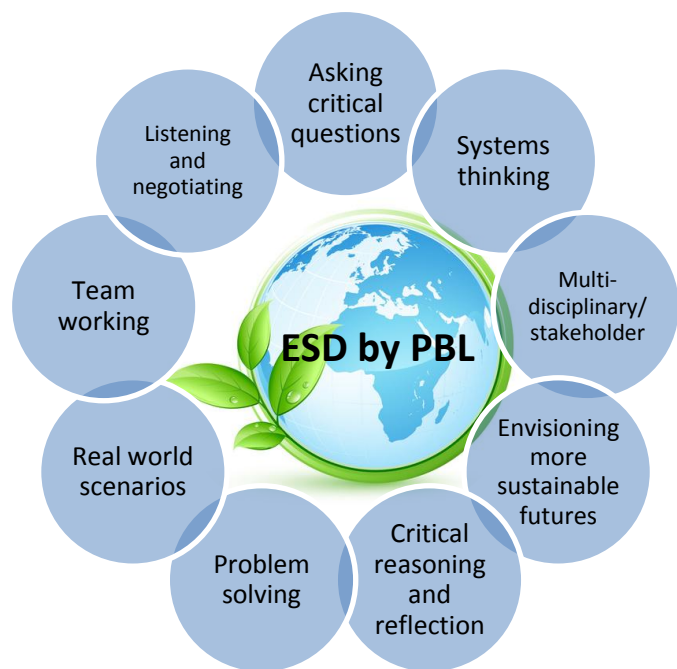 Asking
critical
questions
Systems
thinking
Multi-
disciplinary/
stakeholder
Envisioning
more
sustainable
futures
Critical
reasoning
and
reflection
Problem
solving
Real world
scenarios
Team
working
Listening
and
negotiating
ESD by PBL